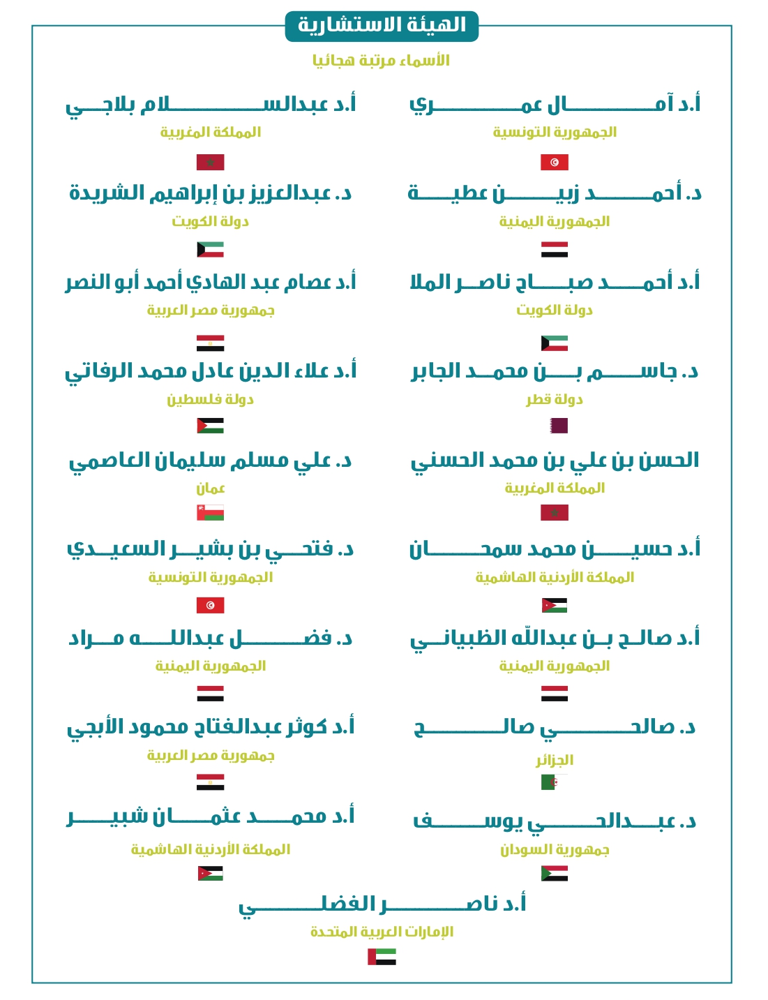 الهيئة الاستشارية
الأسماء مرتبة هجائيا
أ.د آمال عمري
الجمهورية التونسية
د. أحمد زبين عطية
الجمهورية اليمنية
أ.د أحمد صباح ناصر الملا
دولة الكويت
د. جاسم بن محمد الجابر
دولة قطر
الحسن بن علي بن محمد الحسني
المملكة المغربية
أ.د حسين محمد سمحان
المملكة الأردنية الهاشمية
أ.د صالح بن عبدالله الظبياني
الجمهورية اليمنية
د. صالحي صالح
الجزائر
د. عبدالحي يوسف
جمهورية السودان
أ.د عبدالسلام بلاجي
المملكة المغربية
د. عبدالعزيز بن إبراهيم الشريدة
دولة الكويت
أ.د عصام عبد الهادي أحمد أبو النصر
جمهورية مصر العربية
أ.د علاء الدين عادل محمد الرفاتي
دولة فلسطين
د. علي مسلم سليمان العاصمي
عمان
د. فتحي بن بشير السعيدي
الجمهورية التونسية
د. فضل عبدالله مراد
الجمهورية اليمنية
أ.د كوثر عبدالفتاح محمود الأبجي
جمهورية مصر العربية
أ.د محمد عثمان شبير
المملكة الأردنية الهاشمية
أ.د ناصر الفضلي
الإمارات العربية المتحدة